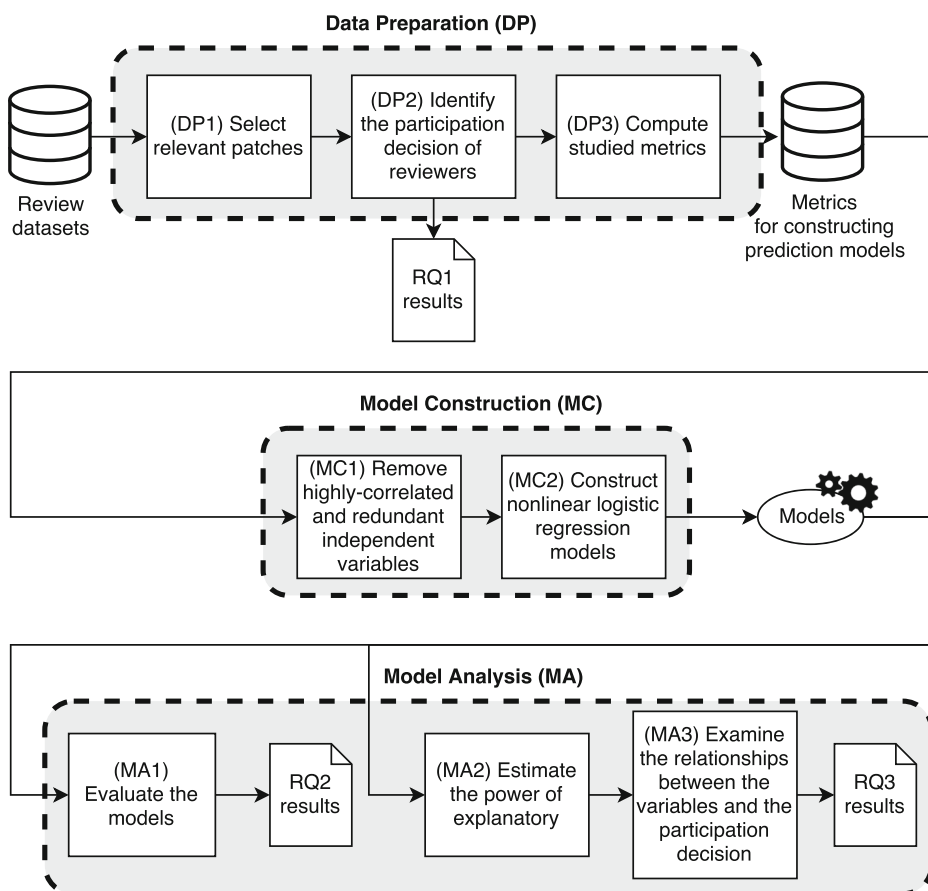 Data Preparation (DP)
(DP1) Select
relevant patches
(DP2) Identify
the participation
decision of
reviewers
(DP3) Compute
studied metrics
Review
datasets
Metrics
for constructing
prediction models
RQ1
results
Model Construction (MC)
(MC1) Remove
highly-correlated
and redundant
independent
variables
(MC2) Construct
nonlinear logistic
regression
models
Models
Model Analysis (MA)
(MA1)
Evaluate the
models
RQ2
results
(MA2) Estimate
the power of
explanatory
(MA3) Examine
the relationships
between the
variables and the
participation
decision
RQ3
results